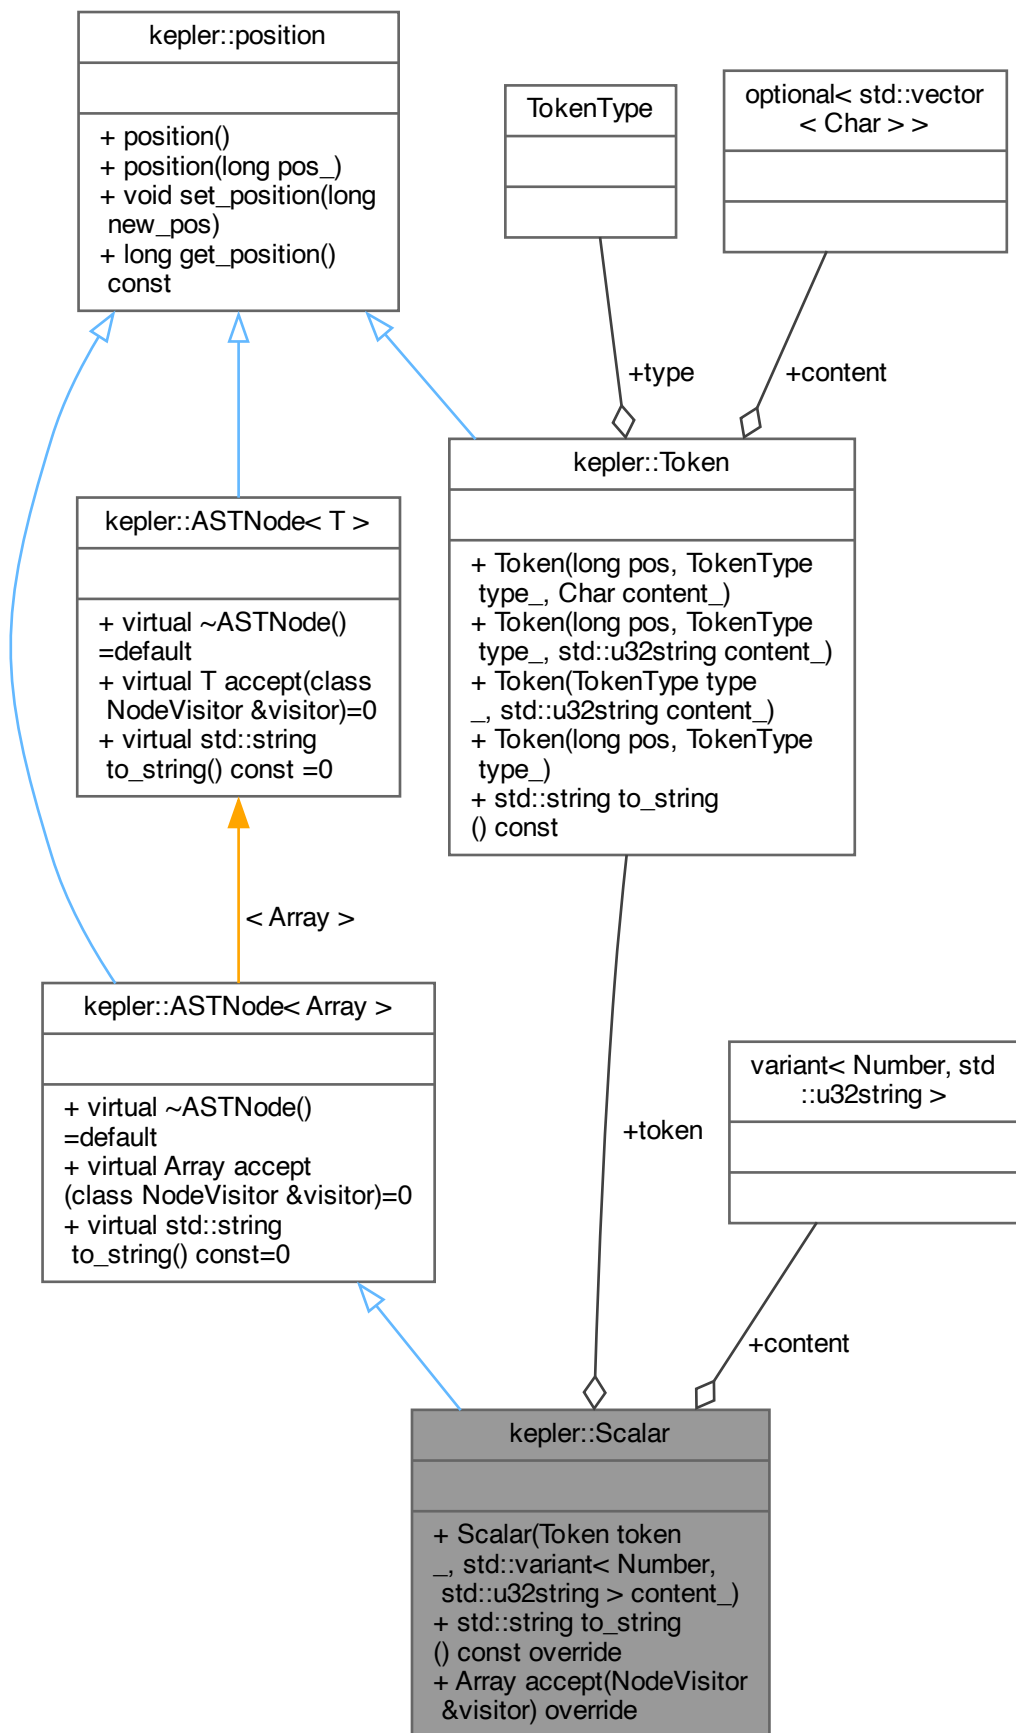 kepler::position
+ position()
+ position(long pos_)
+ void set_position(long
new_pos)
+ long get_position()
const
TokenType
optional< std::vector
< Char > >
+type
+content
kepler::Token
+ Token(long pos, TokenType
type_, Char content_)
+ Token(long pos, TokenType
type_, std::u32string content_)
+ Token(TokenType type
_, std::u32string content_)
+ Token(long pos, TokenType
type_)
+ std::string to_string
() const
kepler::ASTNode< T >
+ virtual ~ASTNode()
=default
+ virtual T accept(class
NodeVisitor &visitor)=0
+ virtual std::string
to_string() const =0
< Array >
kepler::ASTNode< Array >
+ virtual ~ASTNode()
=default
+ virtual Array accept
(class NodeVisitor &visitor)=0
+ virtual std::string
to_string() const=0
+token
variant< Number, std
::u32string >
+content
kepler::Scalar
+ Scalar(Token token
_, std::variant< Number,
std::u32string > content_)
+ std::string to_string
() const override
+ Array accept(NodeVisitor
&visitor) override